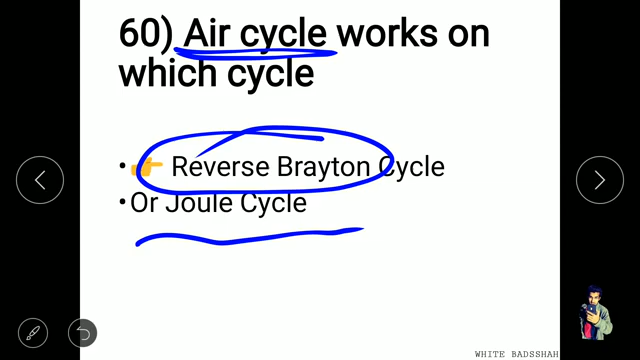 60) Air cycle works on
which cycle
•👉 Reverse Brayton Cycle
•Or Joule Cycle
WHITE BADSSHAH